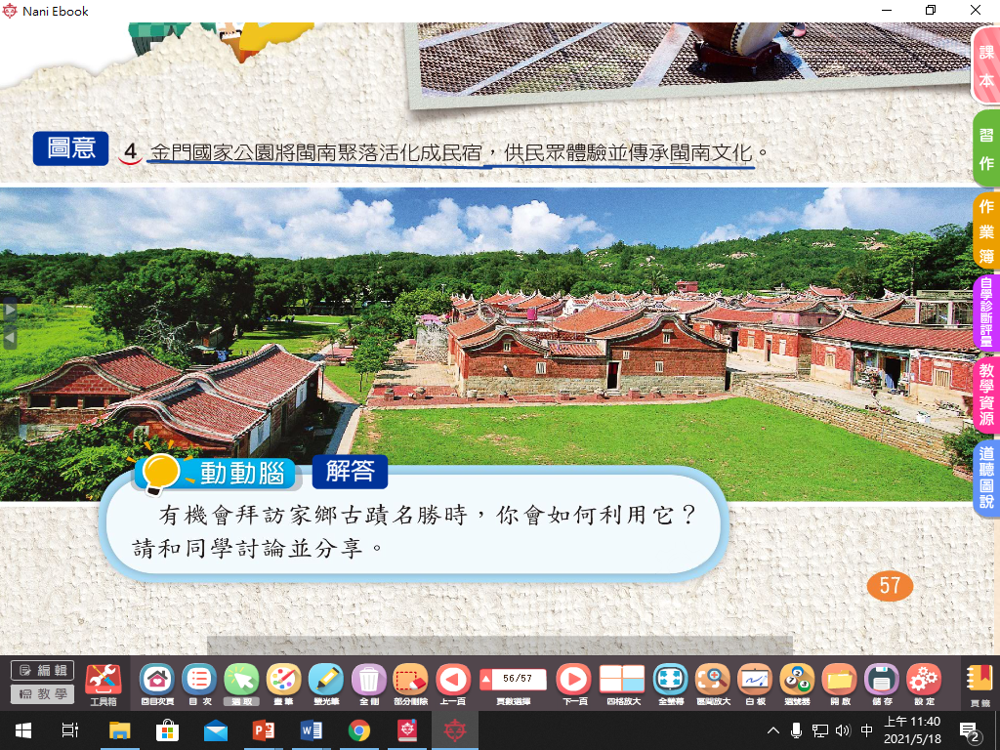 Nani Ebook
課本
圖意 4 金門國家公園將閩南聚落活化成民宿，供民眾體驗並傳承閩南文化。
習作
作業簿
自學診斷評量
教學資源
道聽圖說
動動腦 解答
有機會拜訪家鄉古蹟名勝時，你會如何利用它？
請和同學討論並分享。
57
編輯
教學
工具箱
回目次頁
目次
選取
畫筆
螢光筆
全刪
部分刪除
上一頁
56/57
頁數選擇
下一頁
四格放大
全螢幕
區間放大
白板
選號器
開啟
儲存
設定
頁籤
中
上午 11:40
2021/5/18
2